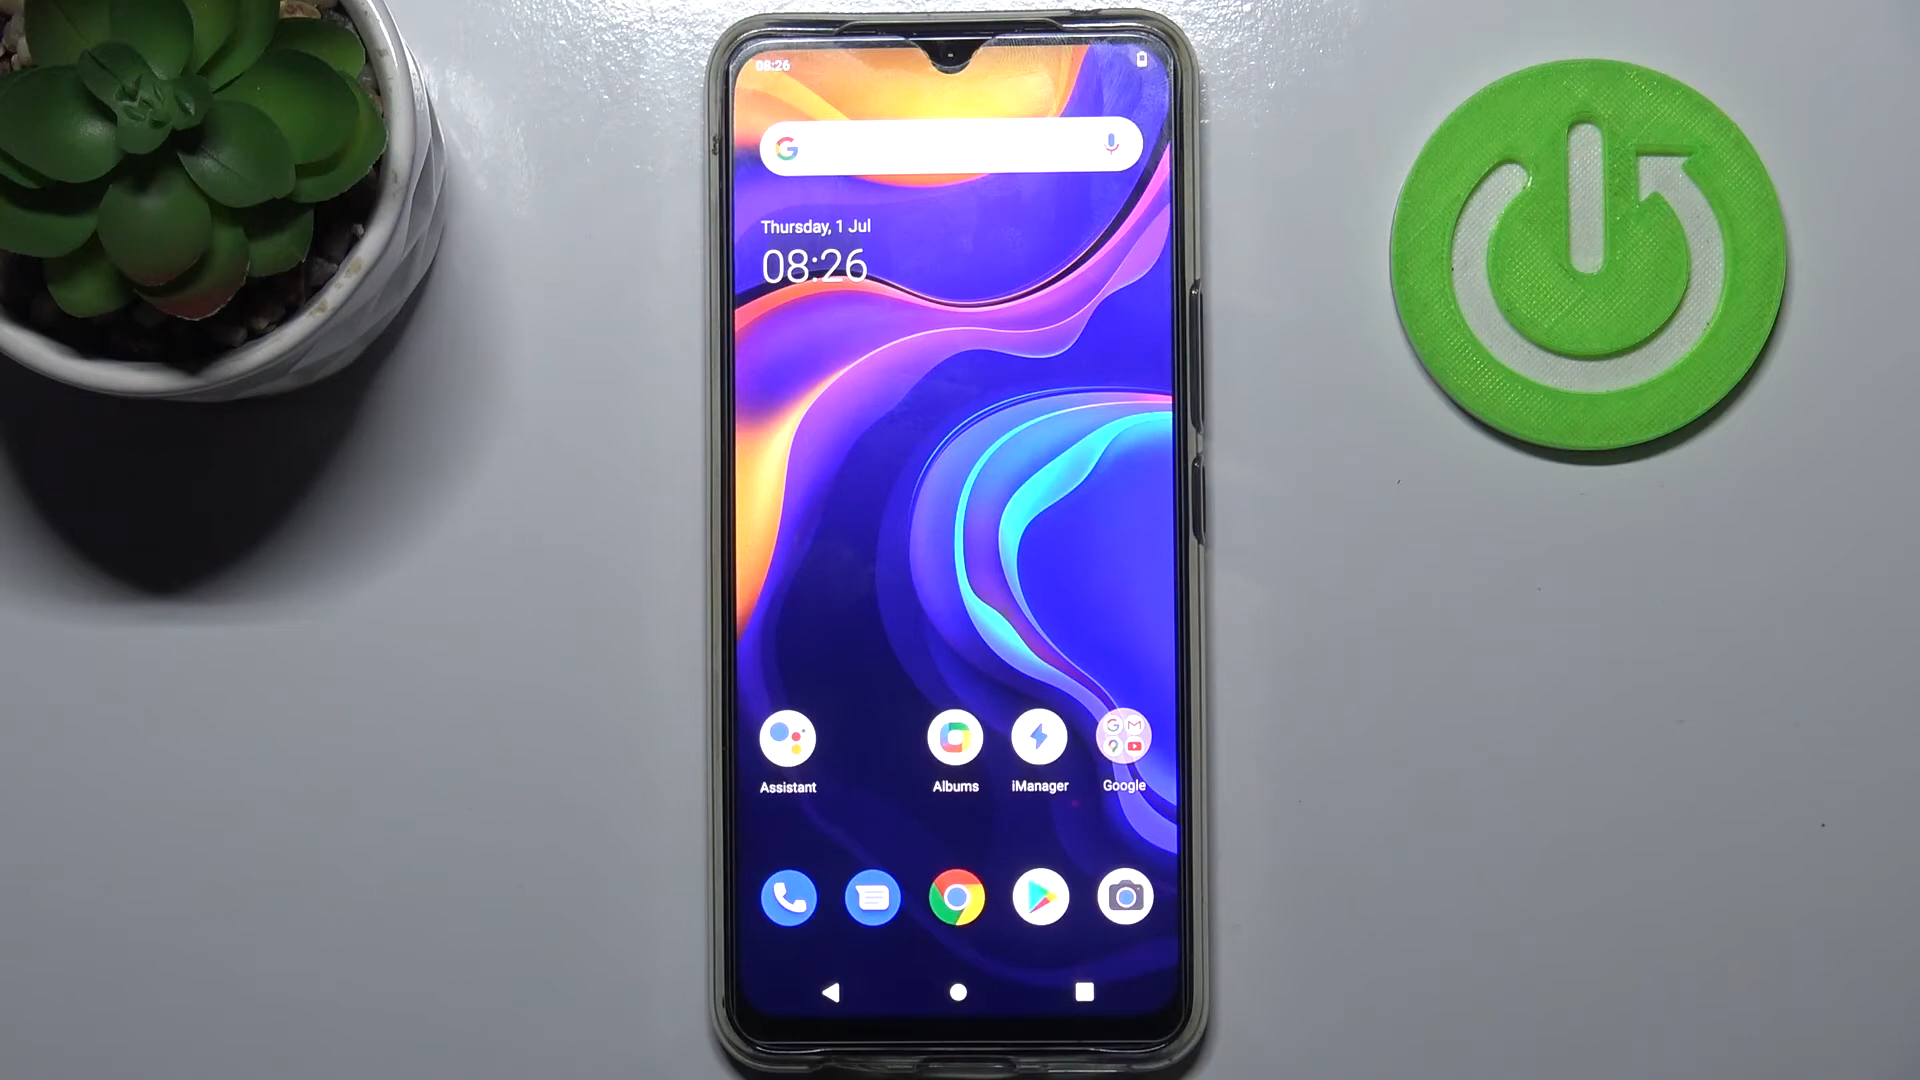 08:26
Thursday, 1 Jul
08:26
Assistant
Albums
iManager
Google